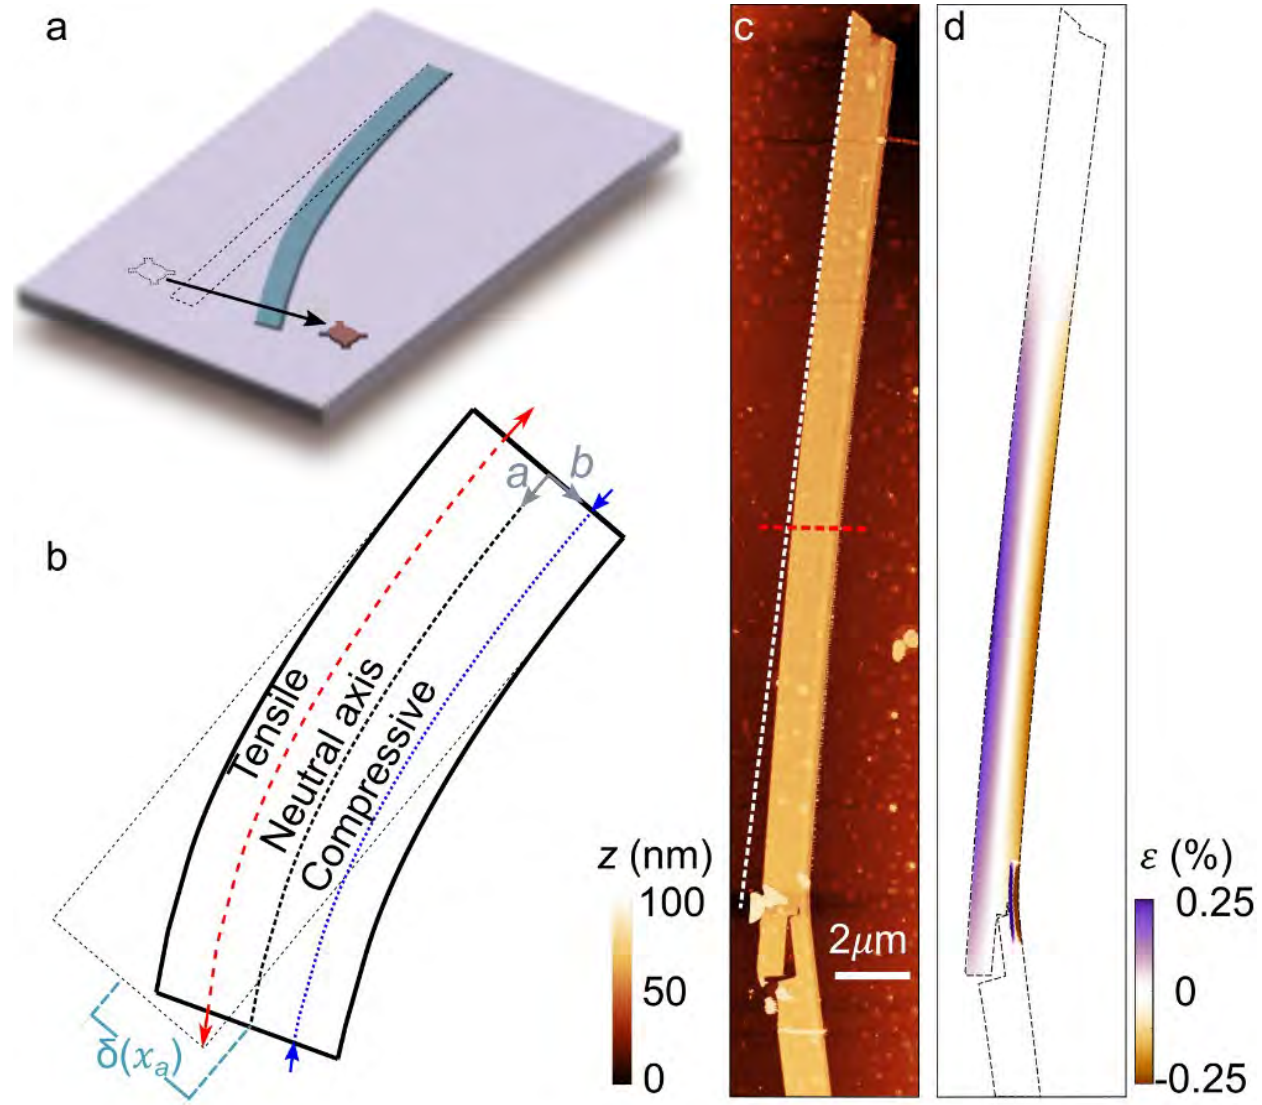 a
b
a
b
Tensile
Neutral axis
Compressive
δ(xₐ)
c
z (nm)
100
50
0
2μm
d
ε (%)
0.25
0
-0.25